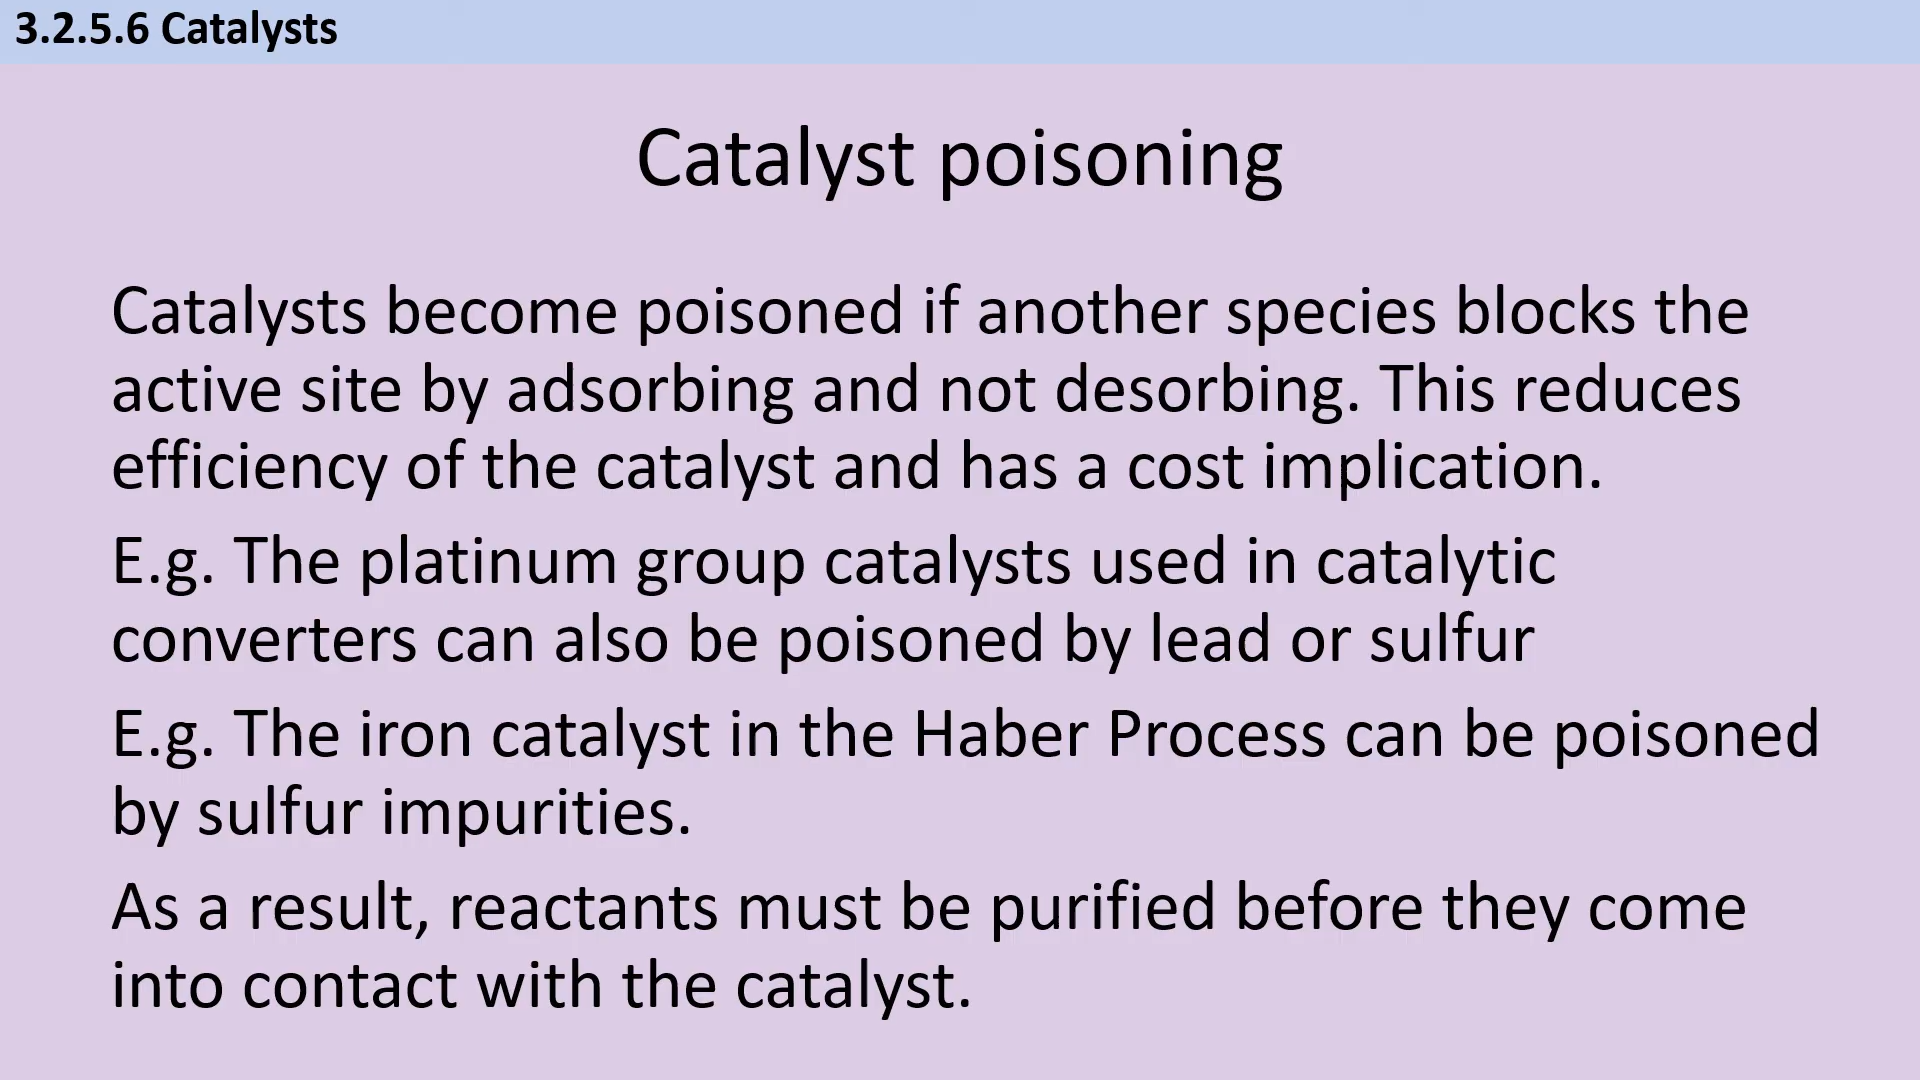 3.2.5.6 Catalysts
Catalyst poisoning
Catalysts become poisoned if another species blocks the
active site by adsorbing and not desorbing. This reduces
efficiency of the catalyst and has a cost implication.
E.g. The platinum group catalysts used in catalytic
converters can also be poisoned by lead or sulfur
E.g. The iron catalyst in the Haber Process can be poisoned
by sulfur impurities.
As a result, reactants must be purified before they come
into contact with the catalyst.